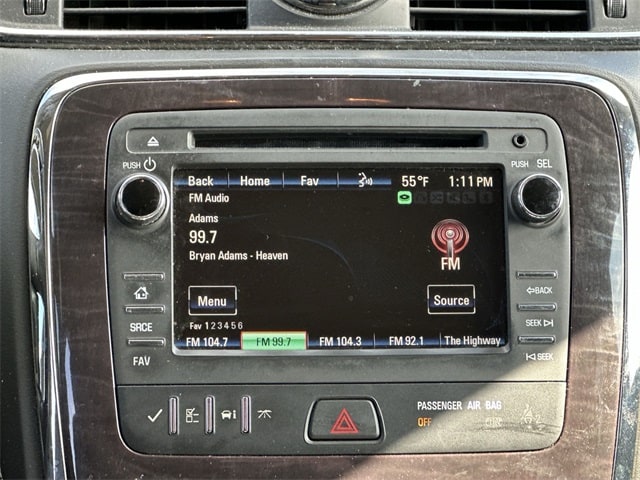 PUSH
PUSH SEL
Back Home Fav 55°F 1:11 PM
FM Audio
Adams
99.7
Bryan Adams - Heaven
FM
Menu Source
Fav 1 2 3 4 5 6
FM 104.7 FM 99.7 FM 104.3 FM 92.1 The Highway
SRCE
FAV
BACK
SEEK
SEEK
PASSENGER AIR BAG
OFF